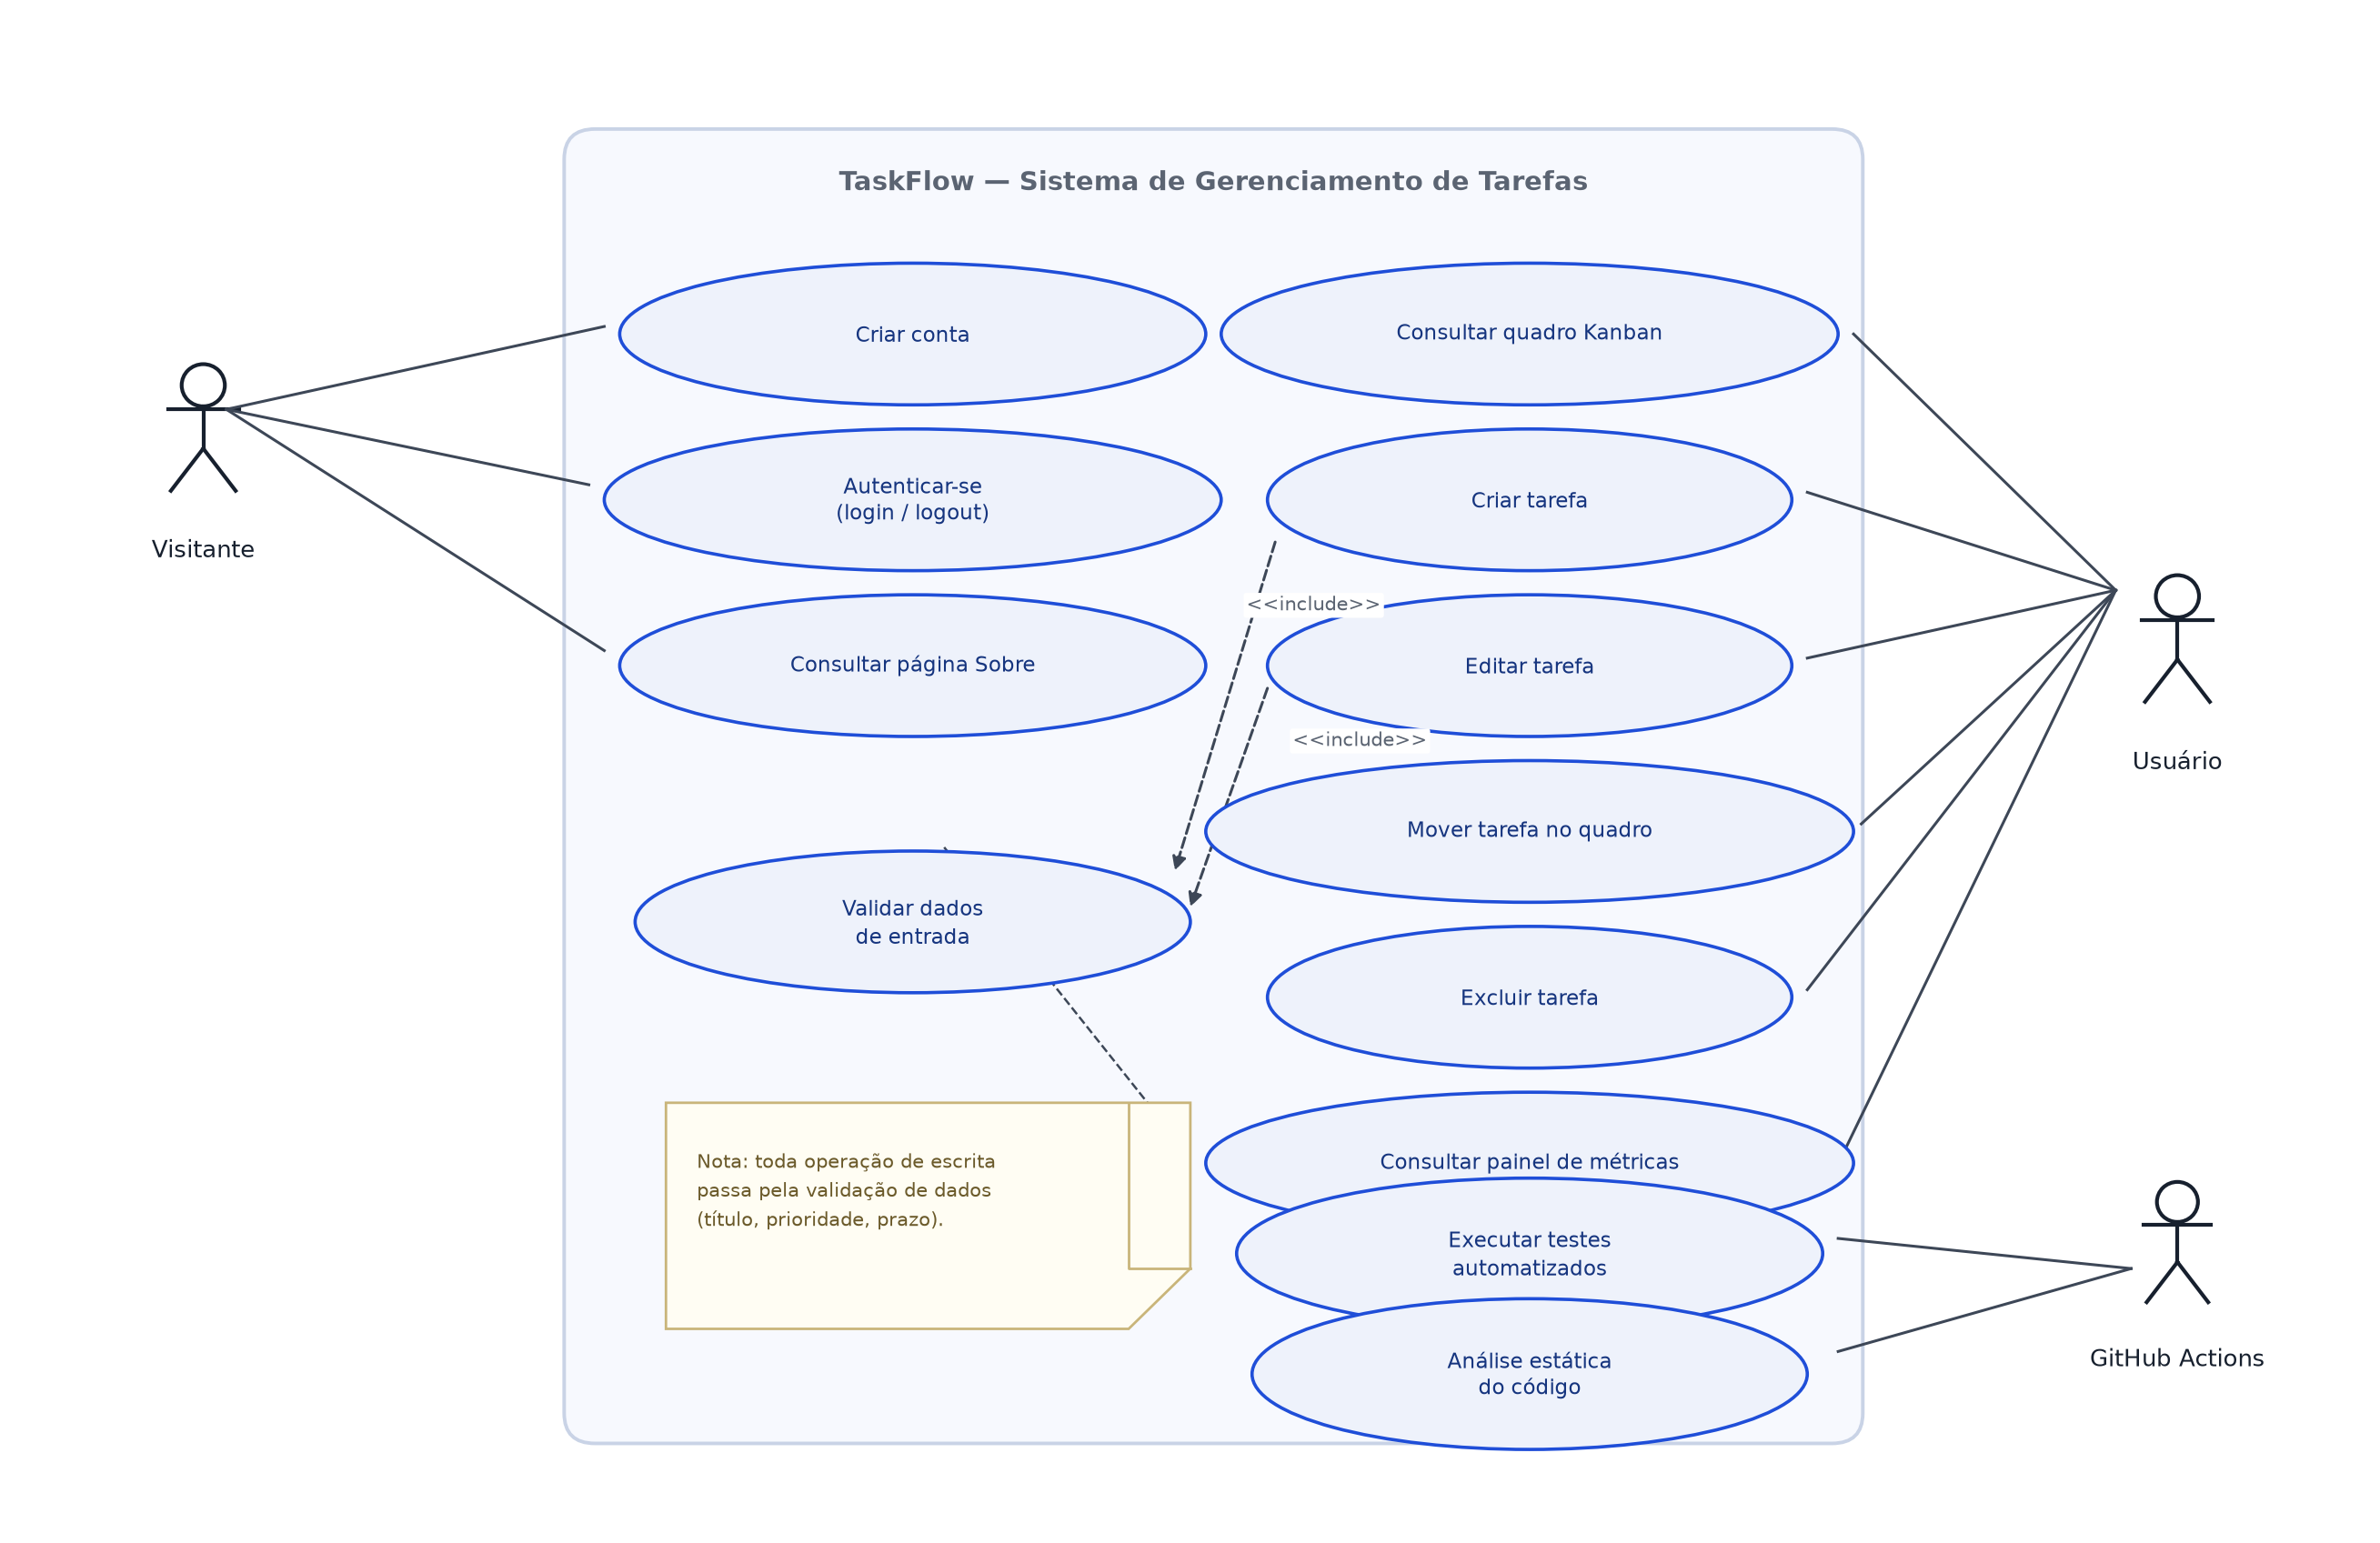 TaskFlow — Sistema de Gerenciamento de Tarefas
Criar conta
Consultar quadro Kanban
Autenticar-se
(login / logout)
Criar tarefa
Visitante
<<include>>
Consultar página Sobre
Editar tarefa
<<include>>
Usuário
Mover tarefa no quadro
Validar dados
de entrada
Excluir tarefa
Nota: toda operação de escrita
passa pela validação de dados
(título, prioridade, prazo).
Consultar painel de métricas
Executar testes
automatizados
GitHub Actions
Análise estática
do código